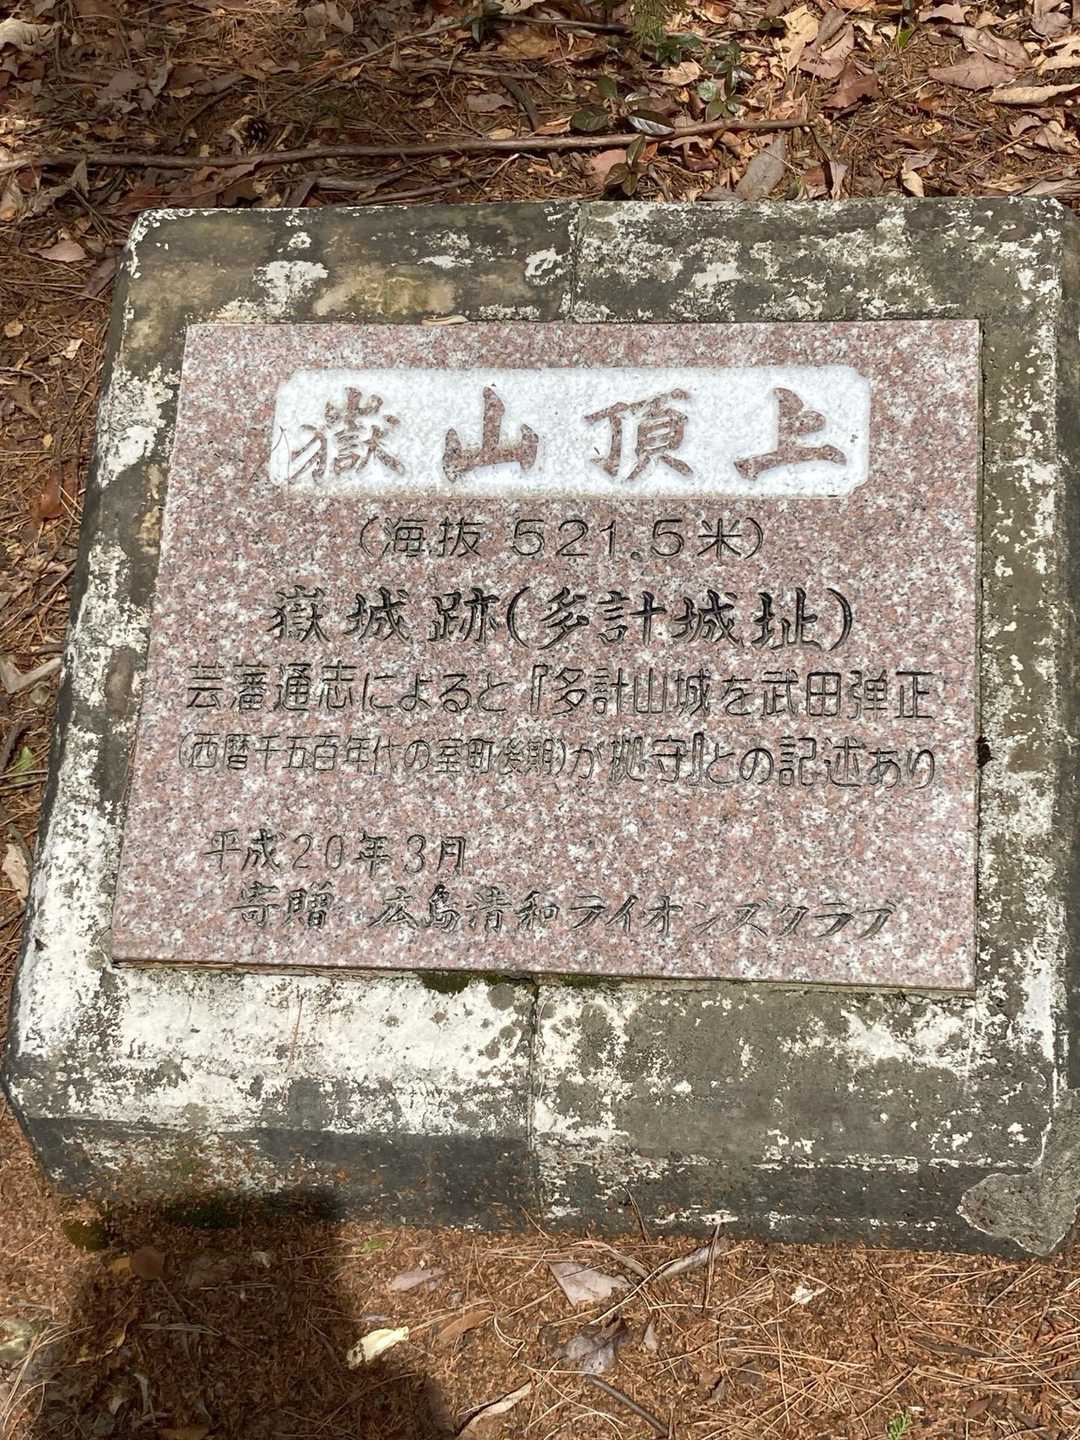 嶽山頂上
(海抜 521.5米)
嶽城跡(多計城址)
芸藩通志によると『多計山城を武田弾正
(西暦千五百年代の室町後期)が拠守』との記述あり
平成20年3月
寄贈 広島清和ライオンズクラブ